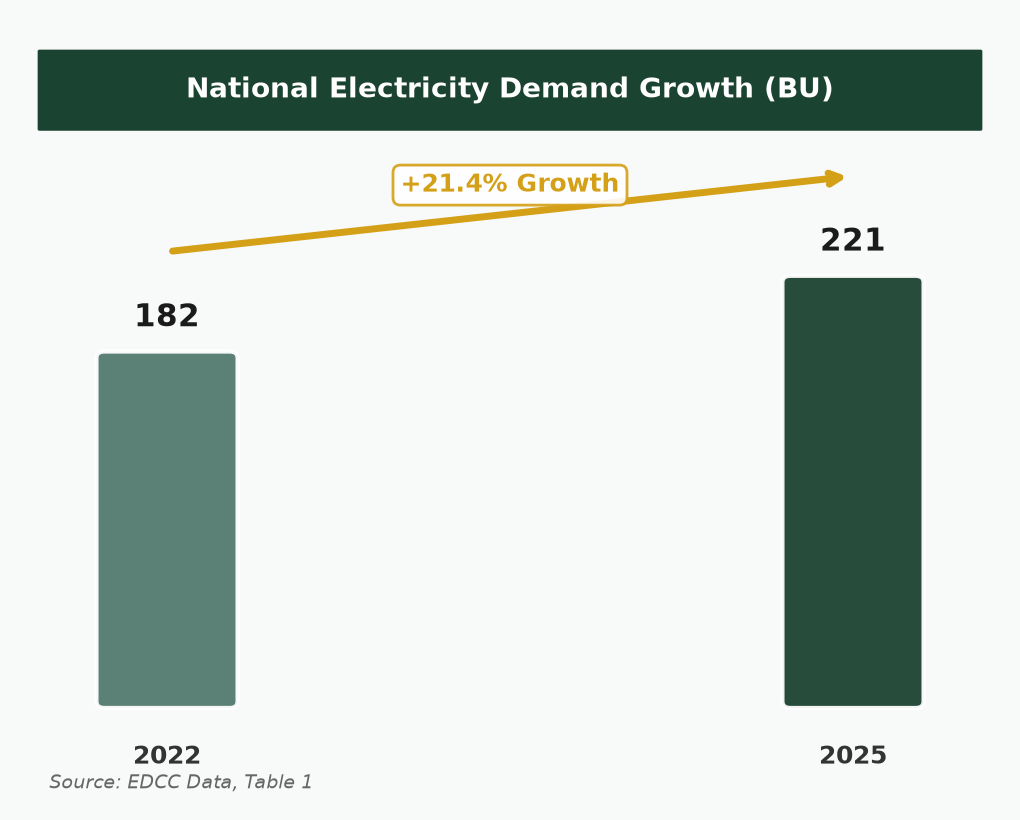 National Electricity Demand Growth (BU)
+21.4% Growth
221
182
2022
2025
Source: EDCC Data, Table 1